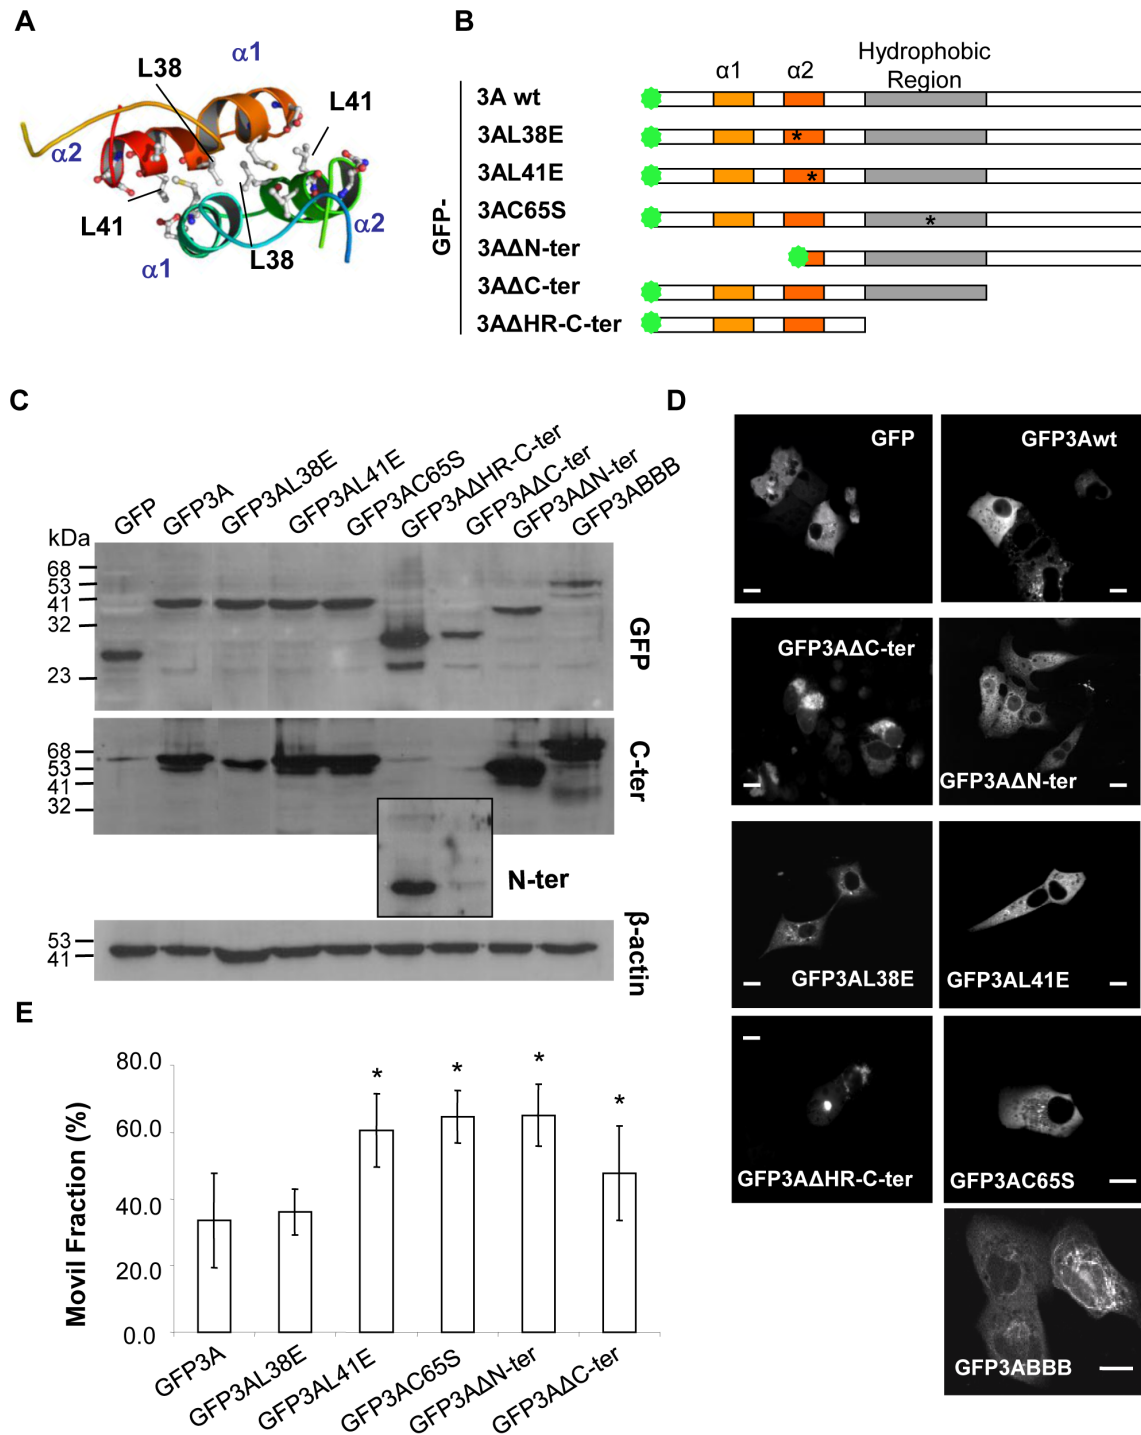 A
α1
L38
L41
α2
L41
L38
α2
α1
B
Hydrophobic
Region
α1
α2
GFP-
3A wt
3AL38E
*
3AL41E
*
3AC65S
*
3AΔN-ter
3AΔC-ter
3AΔHR-C-ter
C
GFP
GFP3A
GFP3AL38E
GFP3AL41E
GFP3AC65S
GFP3AΔHR-C-ter
GFP3AΔC-ter
GFP3AΔN-ter
GFP3ABBB
kDa
68
53
41
32
23
GFP
68
53
41
32
C-ter
N-ter
53
41
β-actin
D
GFP
GFP3Awt
GFP3AΔC-ter
GFP3AΔN-ter
GFP3AL38E
GFP3AL41E
GFP3AΔHR-C-ter
GFP3AC65S
GFP3ABBB
E
Movil Fraction (%)
80.0
60.0
40.0
20.0
0.0
* * * *
GFP3A
GFP3AL38E
GFP3AL41E
GFP3AC65S
GFP3AΔN-ter
GFP3AΔC-ter